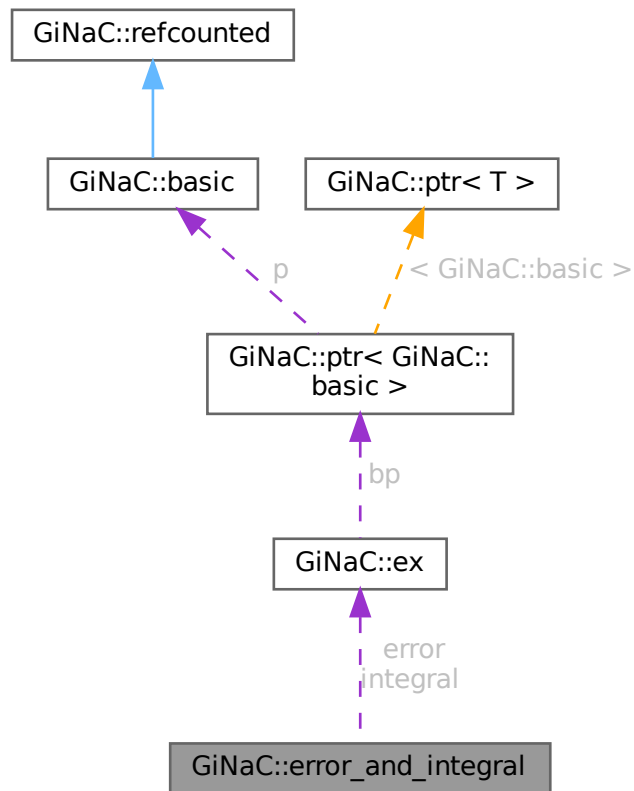 GiNaC::refcounted
GiNaC::basic
GiNaC::ptr< T >
p
< GiNaC::basic >
GiNaC::ptr< GiNaC::
basic >
bp
GiNaC::ex
error
integral
GiNaC::error_and_integral